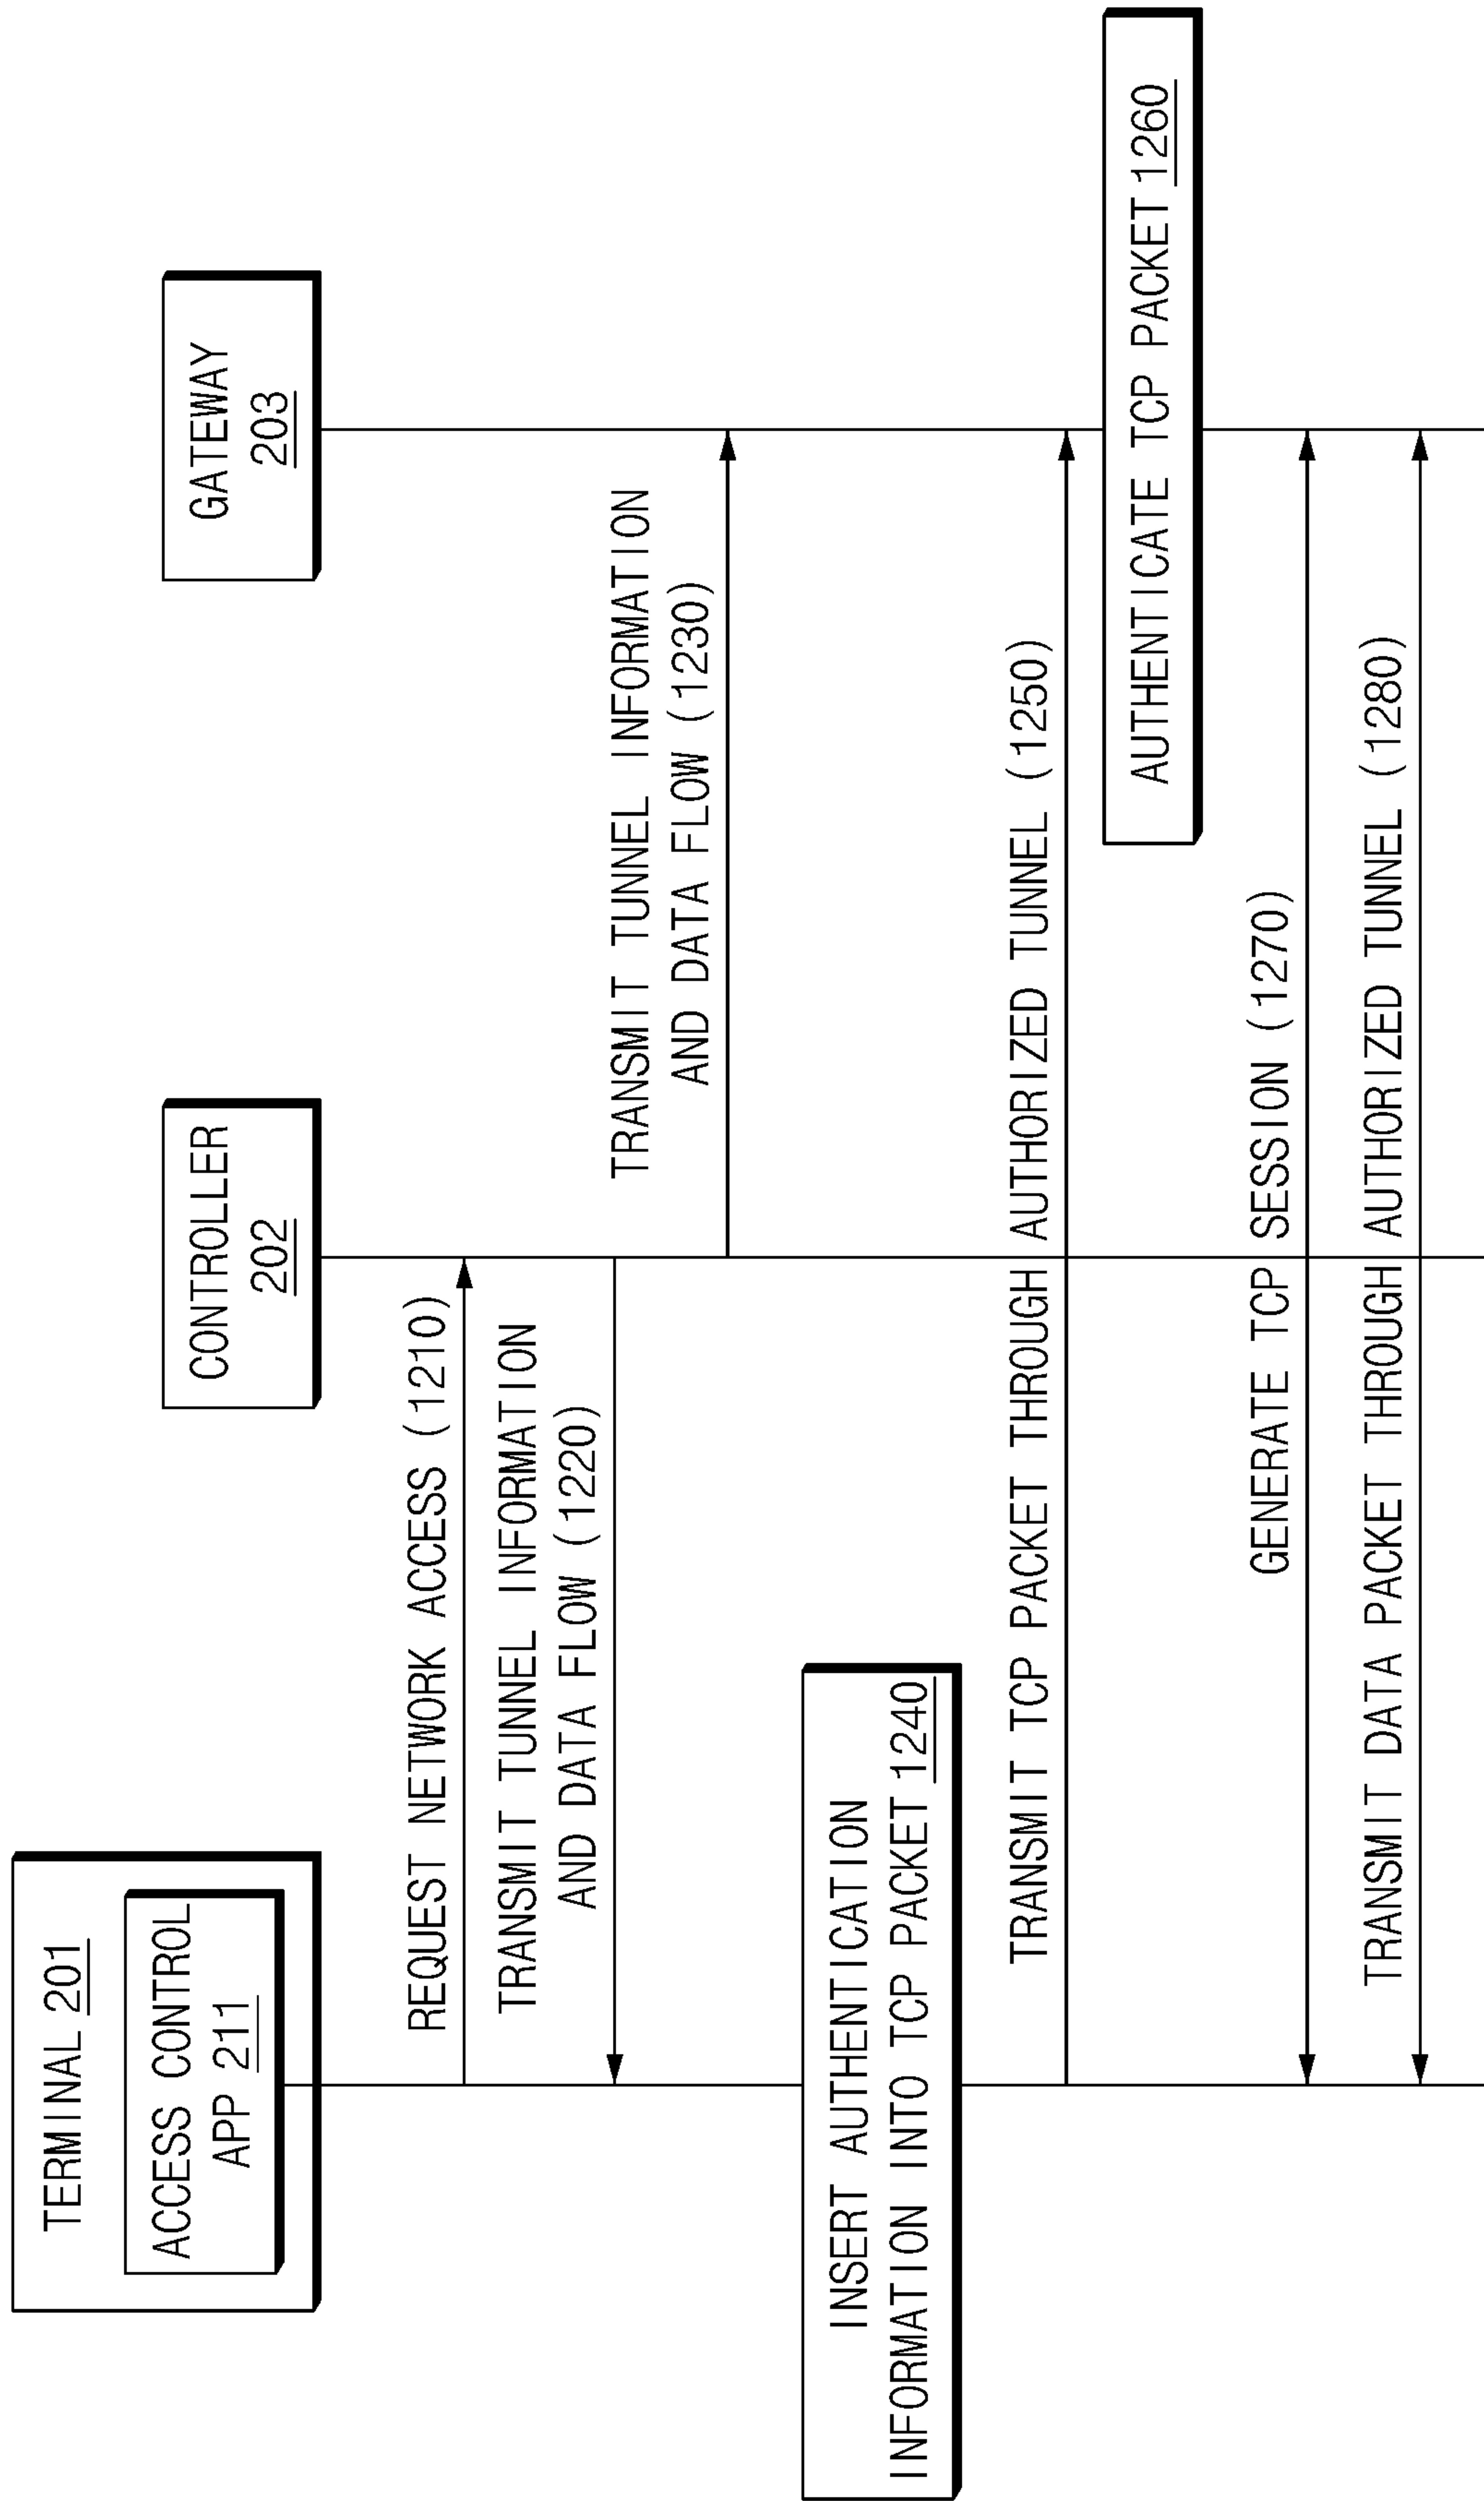 TERMINAL 201
ACCESS CONTROL
APP 211
CONTROLLER
202
GATEWAY
203
REQUEST NETWORK ACCESS (1210)
TRANSMIT TUNNEL INFORMATION
AND DATA FLOW (1220)
TRANSMIT TUNNEL INFORMATION
AND DATA FLOW (1230)
INSERT AUTHENTICATION
INFORMATION INTO TCP PACKET 1240
TRANSMIT TCP PACKET THROUGH AUTHORIZED TUNNEL (1250)
AUTHENTICATE TCP PACKET 1260
GENERATE TCP SESSION (1270)
TRANSMIT DATA PACKET THROUGH AUTHORIZED TUNNEL (1280)